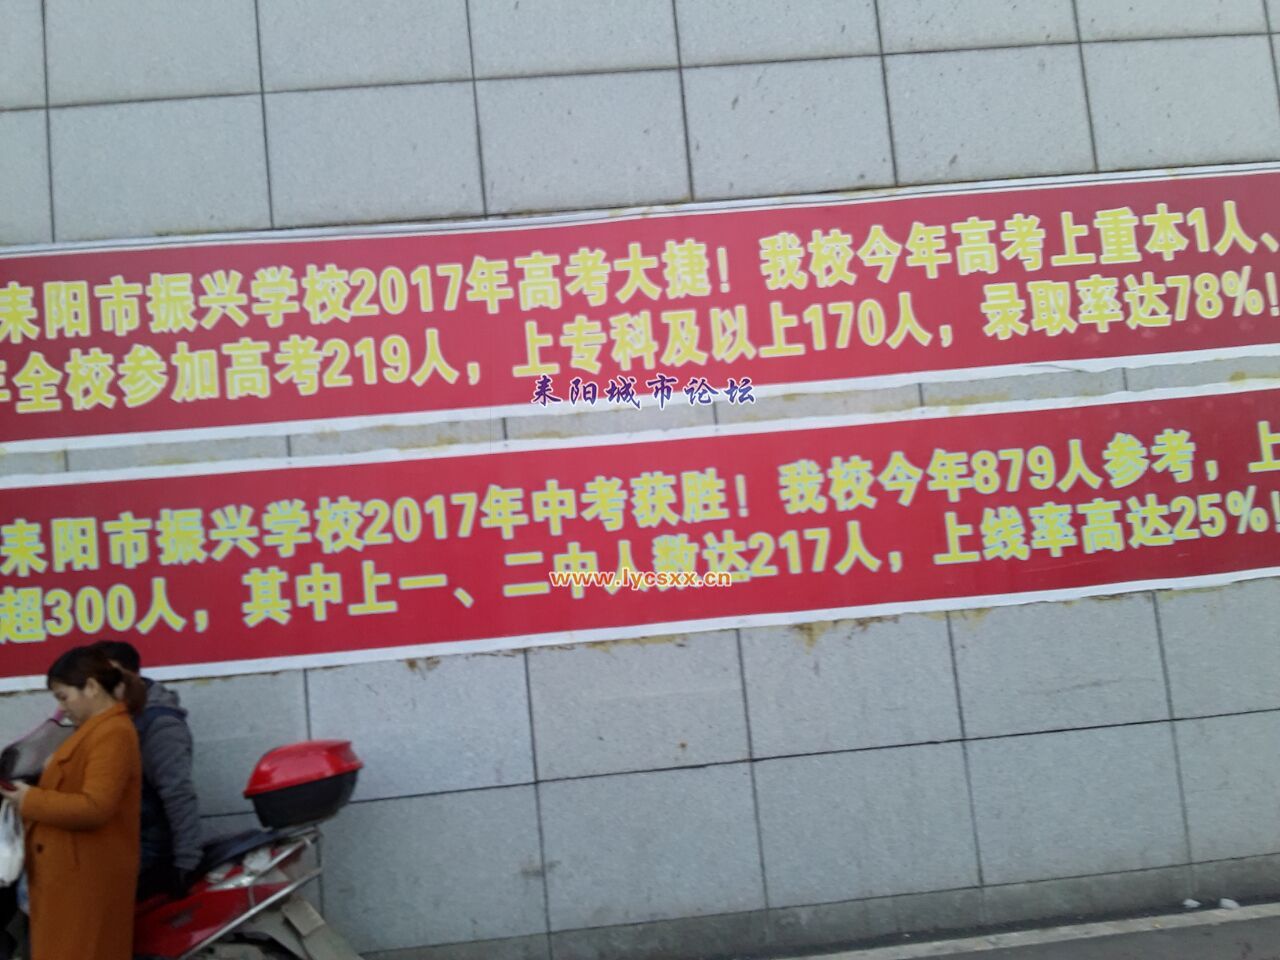 耒阳市振兴学校2017年高考大捷！我校今年高考上重本1人、
年全校参加高考219人，上专科及以上170人，录取率达78%！
耒阳城市论坛
耒阳市振兴学校2017年中考获胜！我校今年879人参考，上
超300人，其中上一、二中人数达217人，上线率高达25%！
www.lycsxx.cn